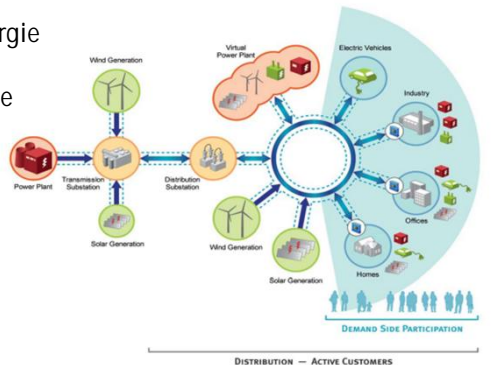 rgie
e
Wind Generation
Virtual
Power Plant
Electric Vehicles
Industry
Power Plant
Transmission
Substation
Distribution
Substation
Offices
Solar Generation
Wind Generation
Solar Generation
Homes
DEMAND SIDE PARTICIPATION
DISTRIBUTION — ACTIVE CUSTOMERS